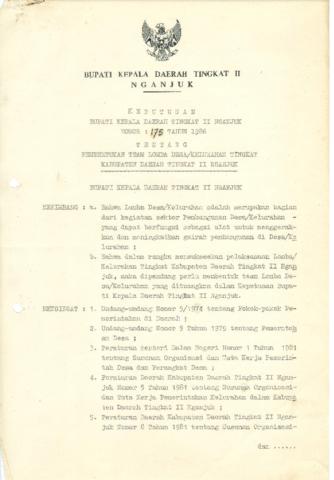 BUPATI KEPALA DAERAH TINGKAT II
NGANJUK
KEPUTUSAN
BUPATI KEPALA DAERAH TINGKAT II NGANJUK
NOMOR : 175 TAHUN 1986
TENTANG
PEMBENTUKAN TEAM LOMBA DESA/KELURAHAN TINGKAT
KABUPATEN DAERAH TINGKAT II NGANJUK
BUPATI KEPALA DAERAH TINGKAT II NGANJUK
MENIMBANG : a. Bahwa Lomba Desa/Kelurahan adalah merupakan bagian
dari kegiatan sektor Pembangunan Desa/Kelurahan
yang dapat berfungsi sebagai alat untuk menggerak-
kan dan meningkatkan gairah pembangunan di Desa/Ke
lurahan ;
b. Bahwa dalam rangka mensukseskan pelaksanaan Lomba/
Kelurahan Tingkat Kabupaten Daerah Tingkat II Ngan
juk, maka dipandang perlu membentuk team Lomba De-
sa/Kelurahan yang dituangkan dalam Keputusan Bupa-
ti Kepala Daerah Tingkat II Nganjuk.
MENGINGAT : 1. Undang-undang Nomor 5/1974 tentang Pokok-pokok Pe
merintahan di Daerah ;
2. Undang-undang Nomor 5 Tahun 1979 tentang Pemerinta
an Desa ;
3. Peraturan Menteri Dalam Negeri Nomor 1 Tahun 1981
tentang Susunan Organisasi dan Tata Kerja Pemerin-
tah Desa dan Perangkat Desa ;
4. Peraturan Daerah Kabupaten Daerah Tingkat II Ngan-
juk Nomor 5 Tahun 1981 tentang Susunan Organisasi-
dan Tata Kerja Pemerintahan Kelurahan dalam Kabupa
ten Daerah Tingkat II Nganjuk ;
5. Peraturan Daerah Kabupaten Daerah Tingkat II Ngan
juk Nomor 8 Tahun 1981 tentang Susunan Organisasi-
dan ......